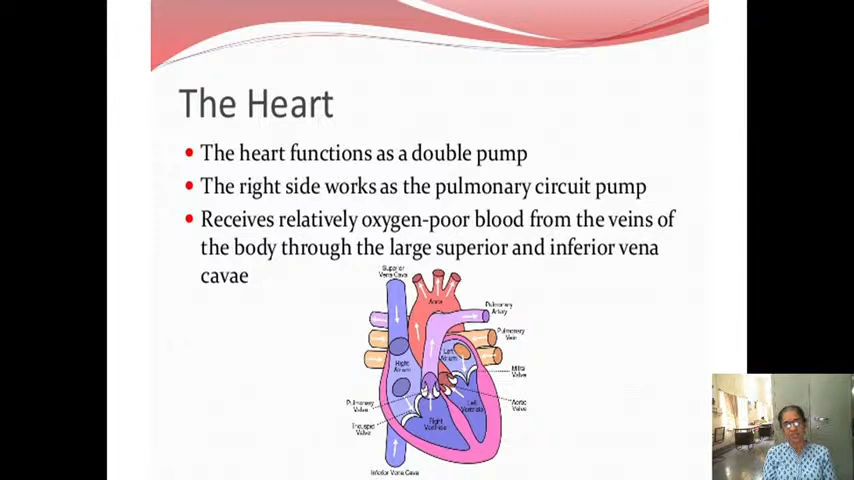 The Heart
• The heart functions as a double pump
• The right side works as the pulmonary circuit pump
• Receives relatively oxygen-poor blood from the veins of
the body through the large superior and inferior vena
cavae
Superior
Vena Cava
Aorta
Pulmonary
Artery
Pulmonary
Vein
Left
Atrium
Right
Atrium
Mitral
Valve
Pulmonary
Valve
Aortic
Valve
Left
Ventricle
Tricuspid
Valve
Right
Ventricle
Inferior Vena Cava